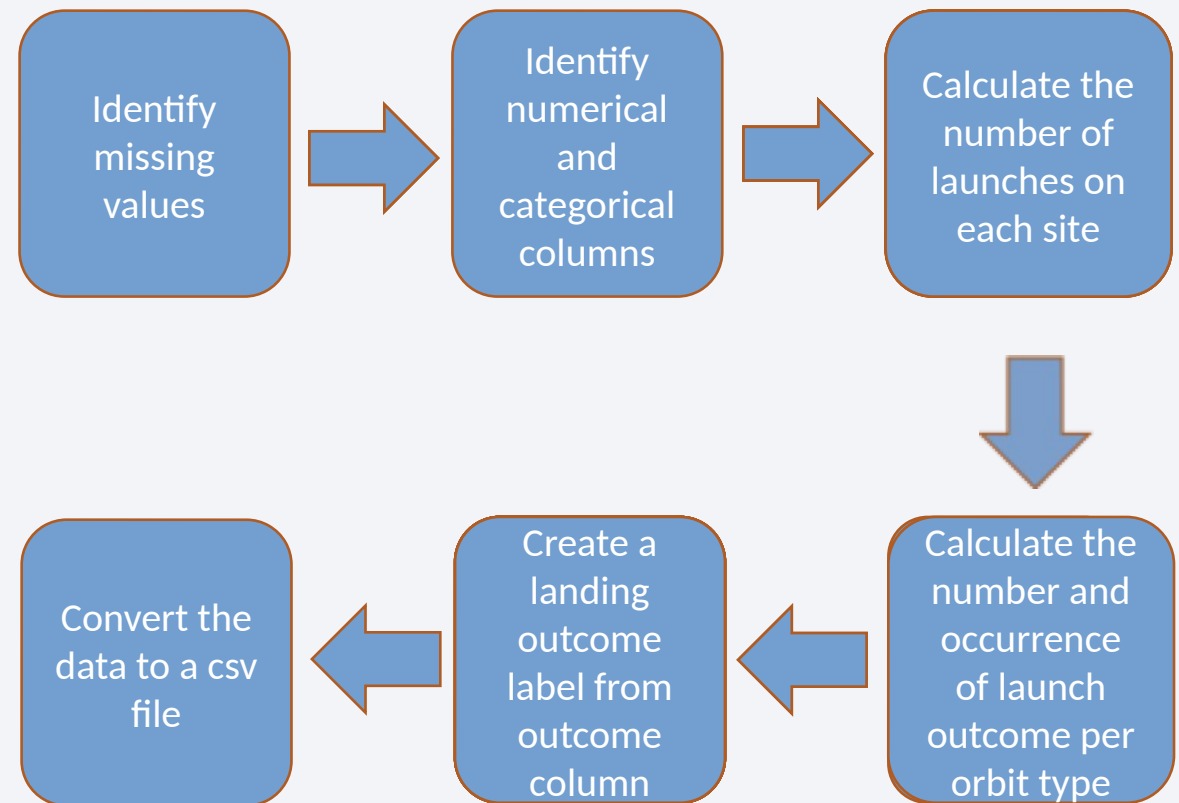 Identify
missing
values
Identify
numerical
and
categorical
columns
Calculate the
number of
launches on
each site
Calculate the
number and
occurrence
of launch
outcome per
orbit type
Create a
landing
outcome
label from
outcome
column
Convert the
data to a csv
file